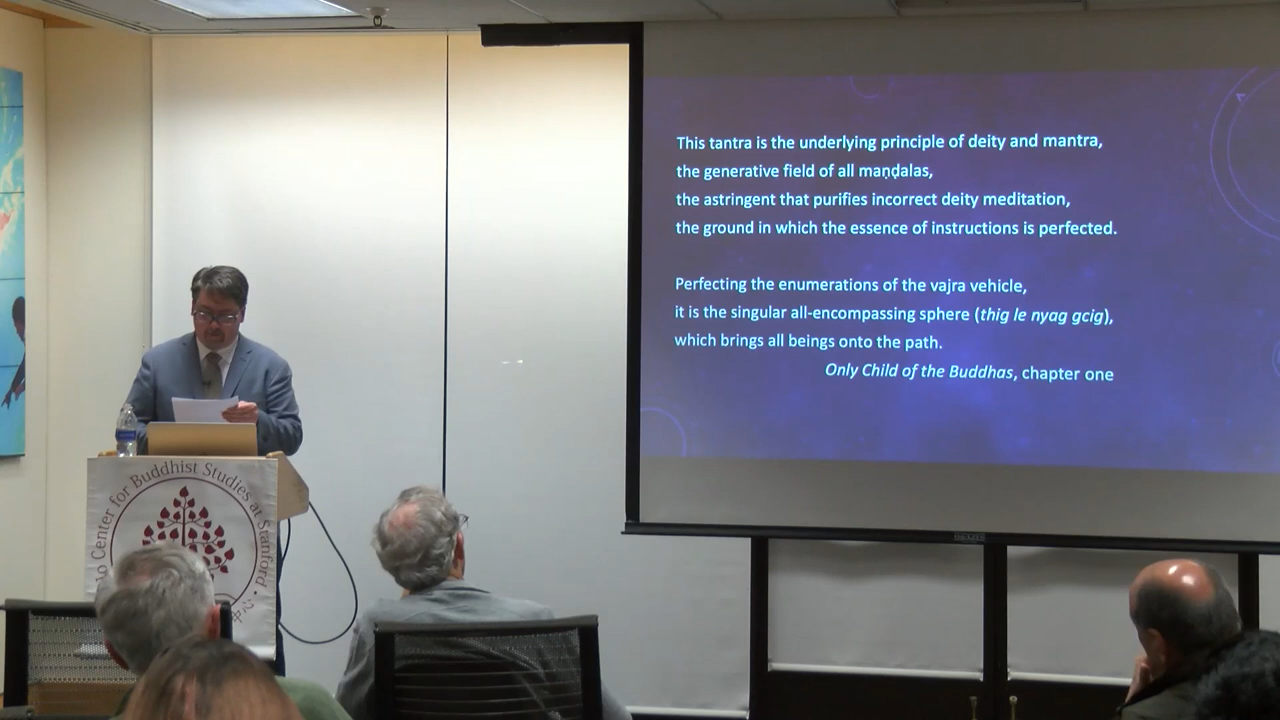 This tantra is the underlying principle of deity and mantra,
the generative field of all maṇḍalas,
the astringent that purifies incorrect deity meditation,
the ground in which the essence of instructions is perfected.
Perfecting the enumerations of the vajra vehicle,
it is the singular all-encompassing sphere (thig le nyag gcig),
which brings all beings onto the path.
Only Child of the Buddhas, chapter one
Center for Buddhist Studies at Stanford •